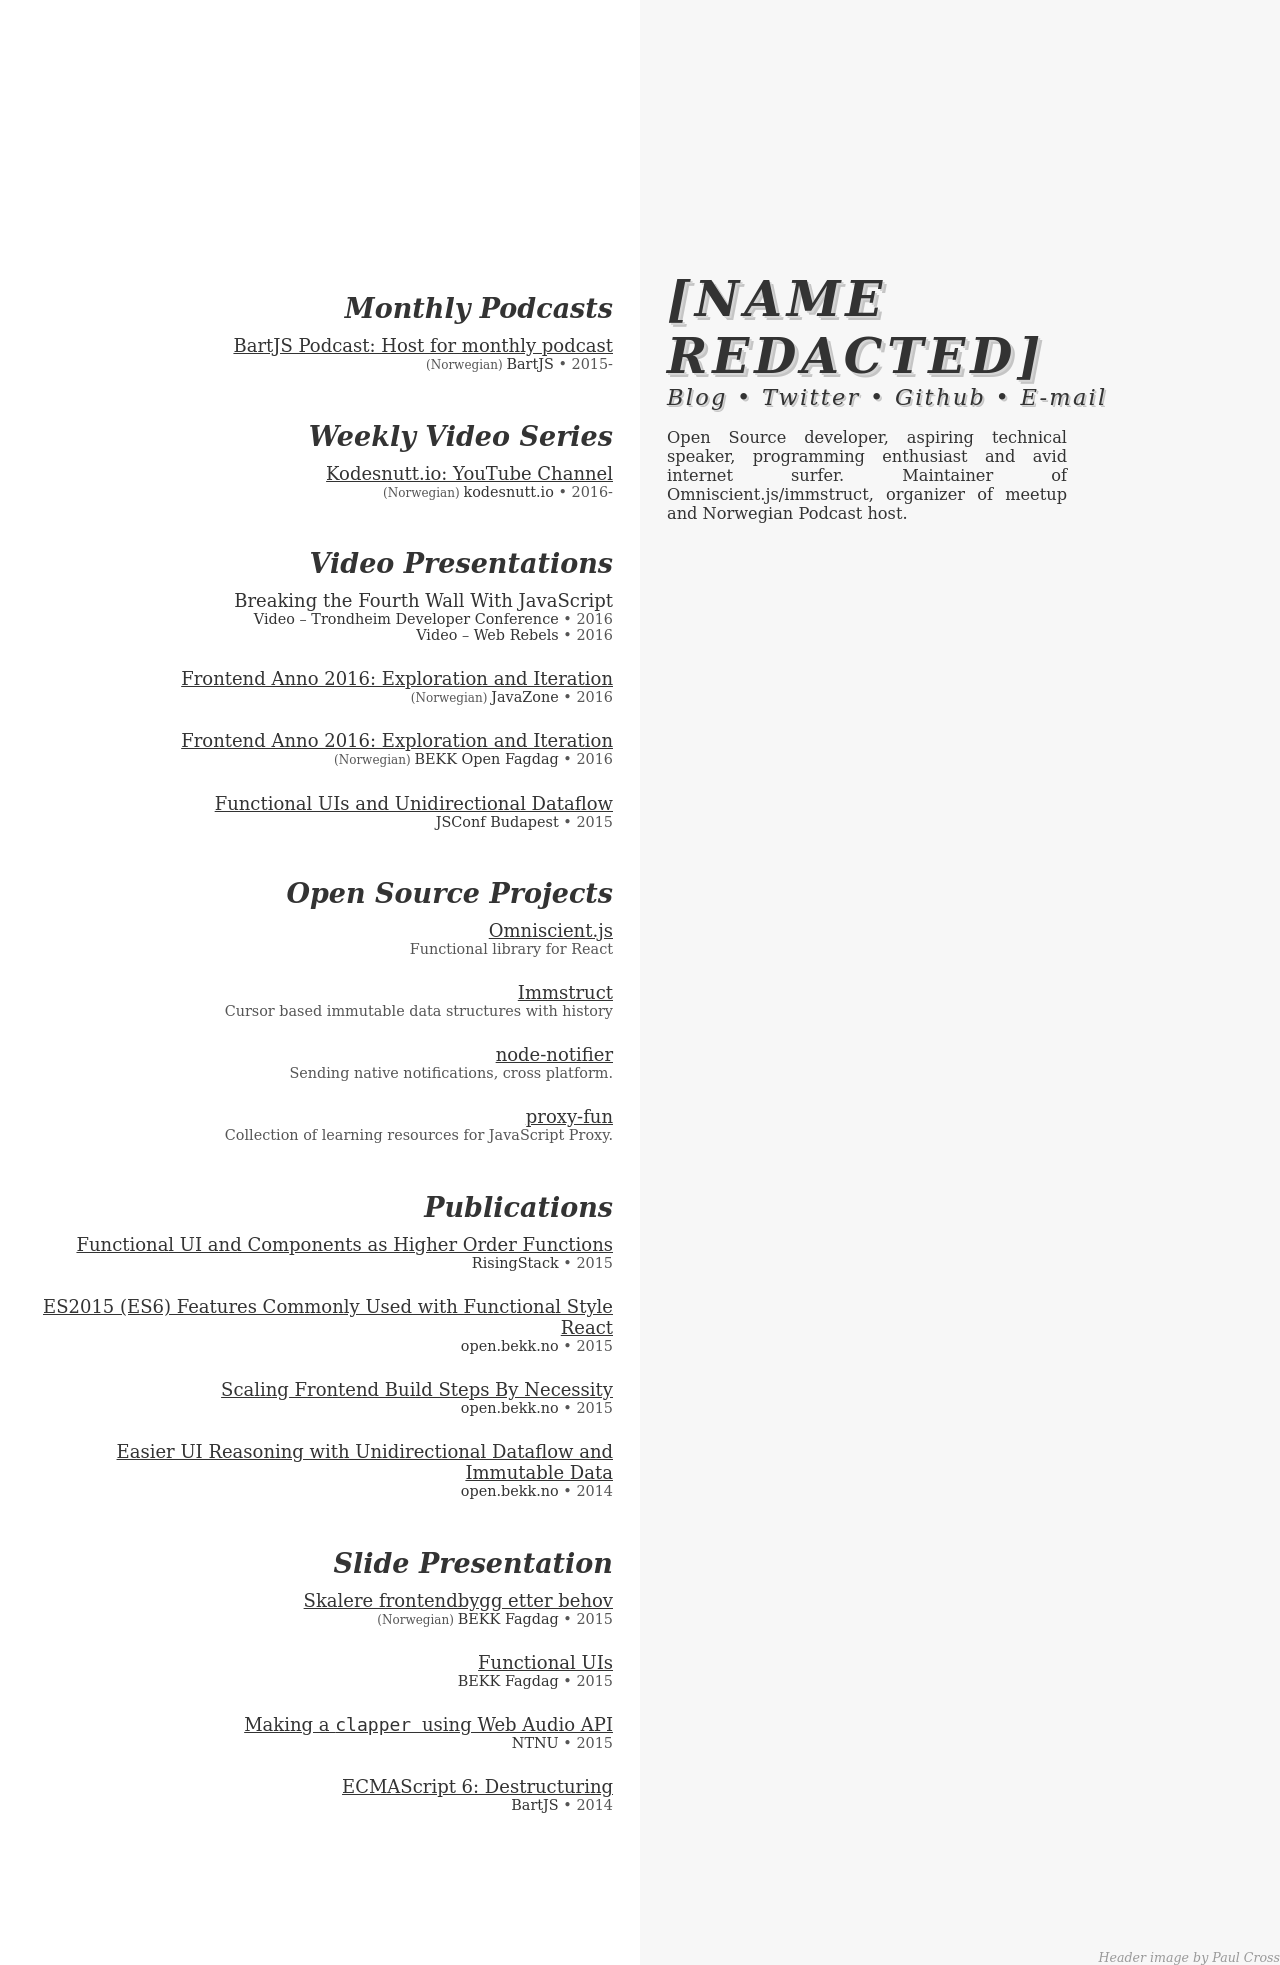 [NAME
REDACTED]
Blog • Twitter • Github • E-mail
Open Source developer, aspiring technical
speaker, programming enthusiast and avid
internet surfer. Maintainer of
Omniscient.js/immstruct, organizer of meetup
and Norwegian Podcast host.
Monthly Podcasts
BartJS Podcast: Host for monthly podcast
(Norwegian) BartJS • 2015-
Weekly Video Series
Kodesnutt.io: YouTube Channel
(Norwegian) kodesnutt.io • 2016-
Video Presentations
Breaking the Fourth Wall With JavaScript
Video – Trondheim Developer Conference • 2016
Video – Web Rebels • 2016
Frontend Anno 2016: Exploration and Iteration
(Norwegian) JavaZone • 2016
Frontend Anno 2016: Exploration and Iteration
(Norwegian) BEKK Open Fagdag • 2016
Functional UIs and Unidirectional Dataflow
JSConf Budapest • 2015
Open Source Projects
Omniscient.js
Functional library for React
Immstruct
Cursor based immutable data structures with history
node-notifier
Sending native notifications, cross platform.
proxy-fun
Collection of learning resources for JavaScript Proxy.
Publications
Functional UI and Components as Higher Order Functions
RisingStack • 2015
ES2015 (ES6) Features Commonly Used with Functional Style
React
open.bekk.no • 2015
Scaling Frontend Build Steps By Necessity
open.bekk.no • 2015
Easier UI Reasoning with Unidirectional Dataflow and
Immutable Data
open.bekk.no • 2014
Slide Presentation
Skalere frontendbygg etter behov
(Norwegian) BEKK Fagdag • 2015
Functional UIs
BEKK Fagdag • 2015
Making a clapper using Web Audio API
NTNU • 2015
ECMAScript 6: Destructuring
BartJS • 2014
Header image by Paul Cross